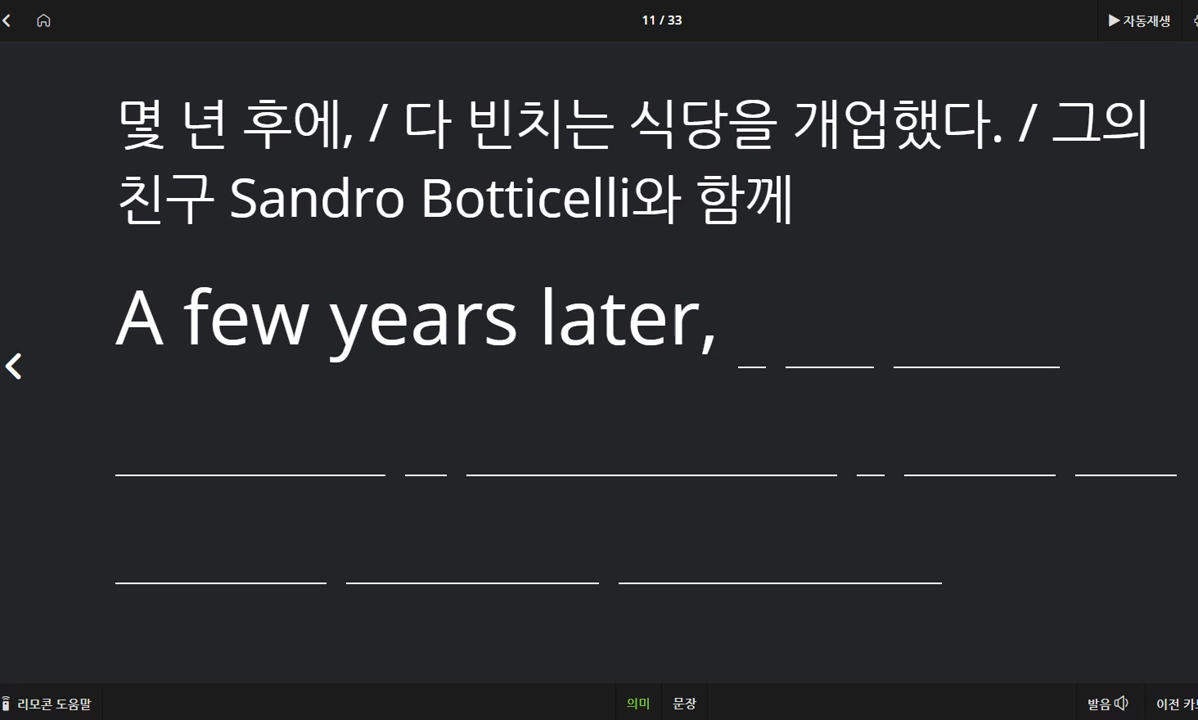 11 / 33
▶ 자동재생
몇 년 후에, / 다 빈치는 식당을 개업했다. / 그의
친구 Sandro Botticelli와 함께
A few years later, _ _ _
_ _ _ _ _ _
_ _ _
리모콘 도움말
의미
문장
발음
이전